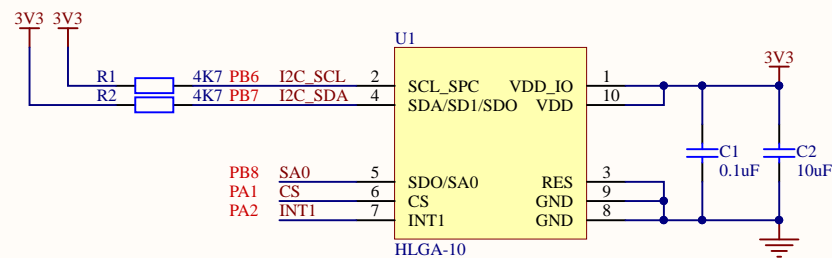 3V3 3V3
U1
3V3
R1 4K7 PB6 I2C_SCL 2 SCL_SPC VDD_IO 1
R2 4K7 PB7 I2C_SDA 4 SDA/SD1/SDO VDD 10
C1 C2
0.1uF 10uF
PB8 SA0 5 SDO/SA0 RES 3
PA1 CS 6 CS GND 9
PA2 INT1 7 INT1 GND 8
HLGA-10